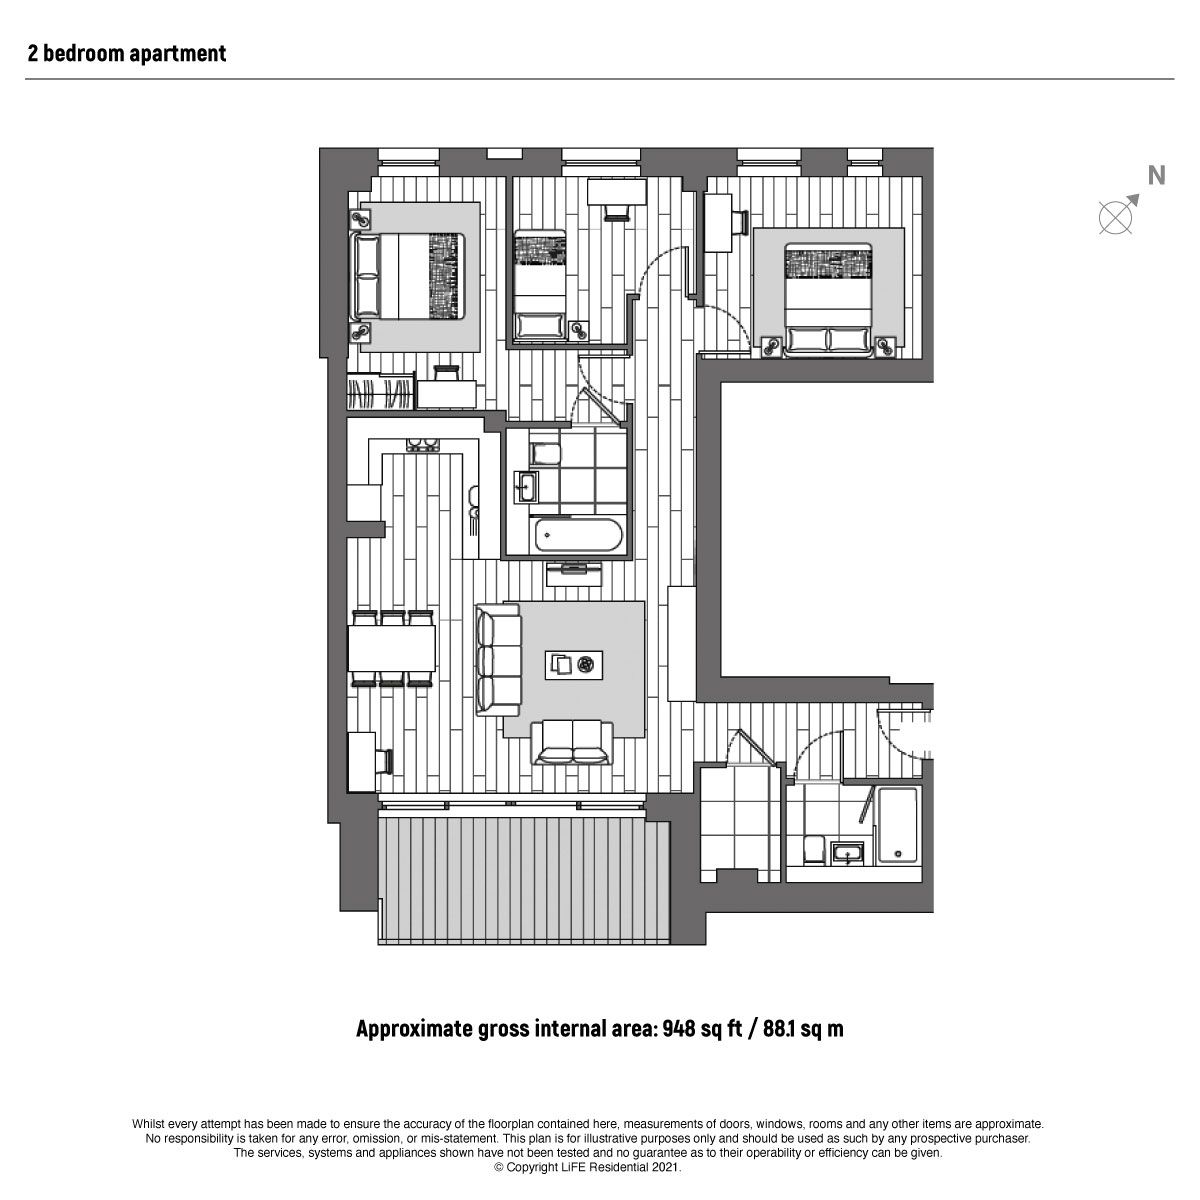 2 bedroom apartment
N
Approximate gross internal area: 948 sq ft / 88.1 sq m
Whilst every attempt has been made to ensure the accuracy of the floorplan contained here, measurements of doors, windows, rooms and any other items are approximate.
No responsibility is taken for any error, omission, or mis-statement. This plan is for illustrative purposes only and should be used as such by any prospective purchaser.
The services, systems and appliances shown have not been tested and no guarantee as to their operability or efficiency can be given.
© Copyright LiFE Residential 2021.